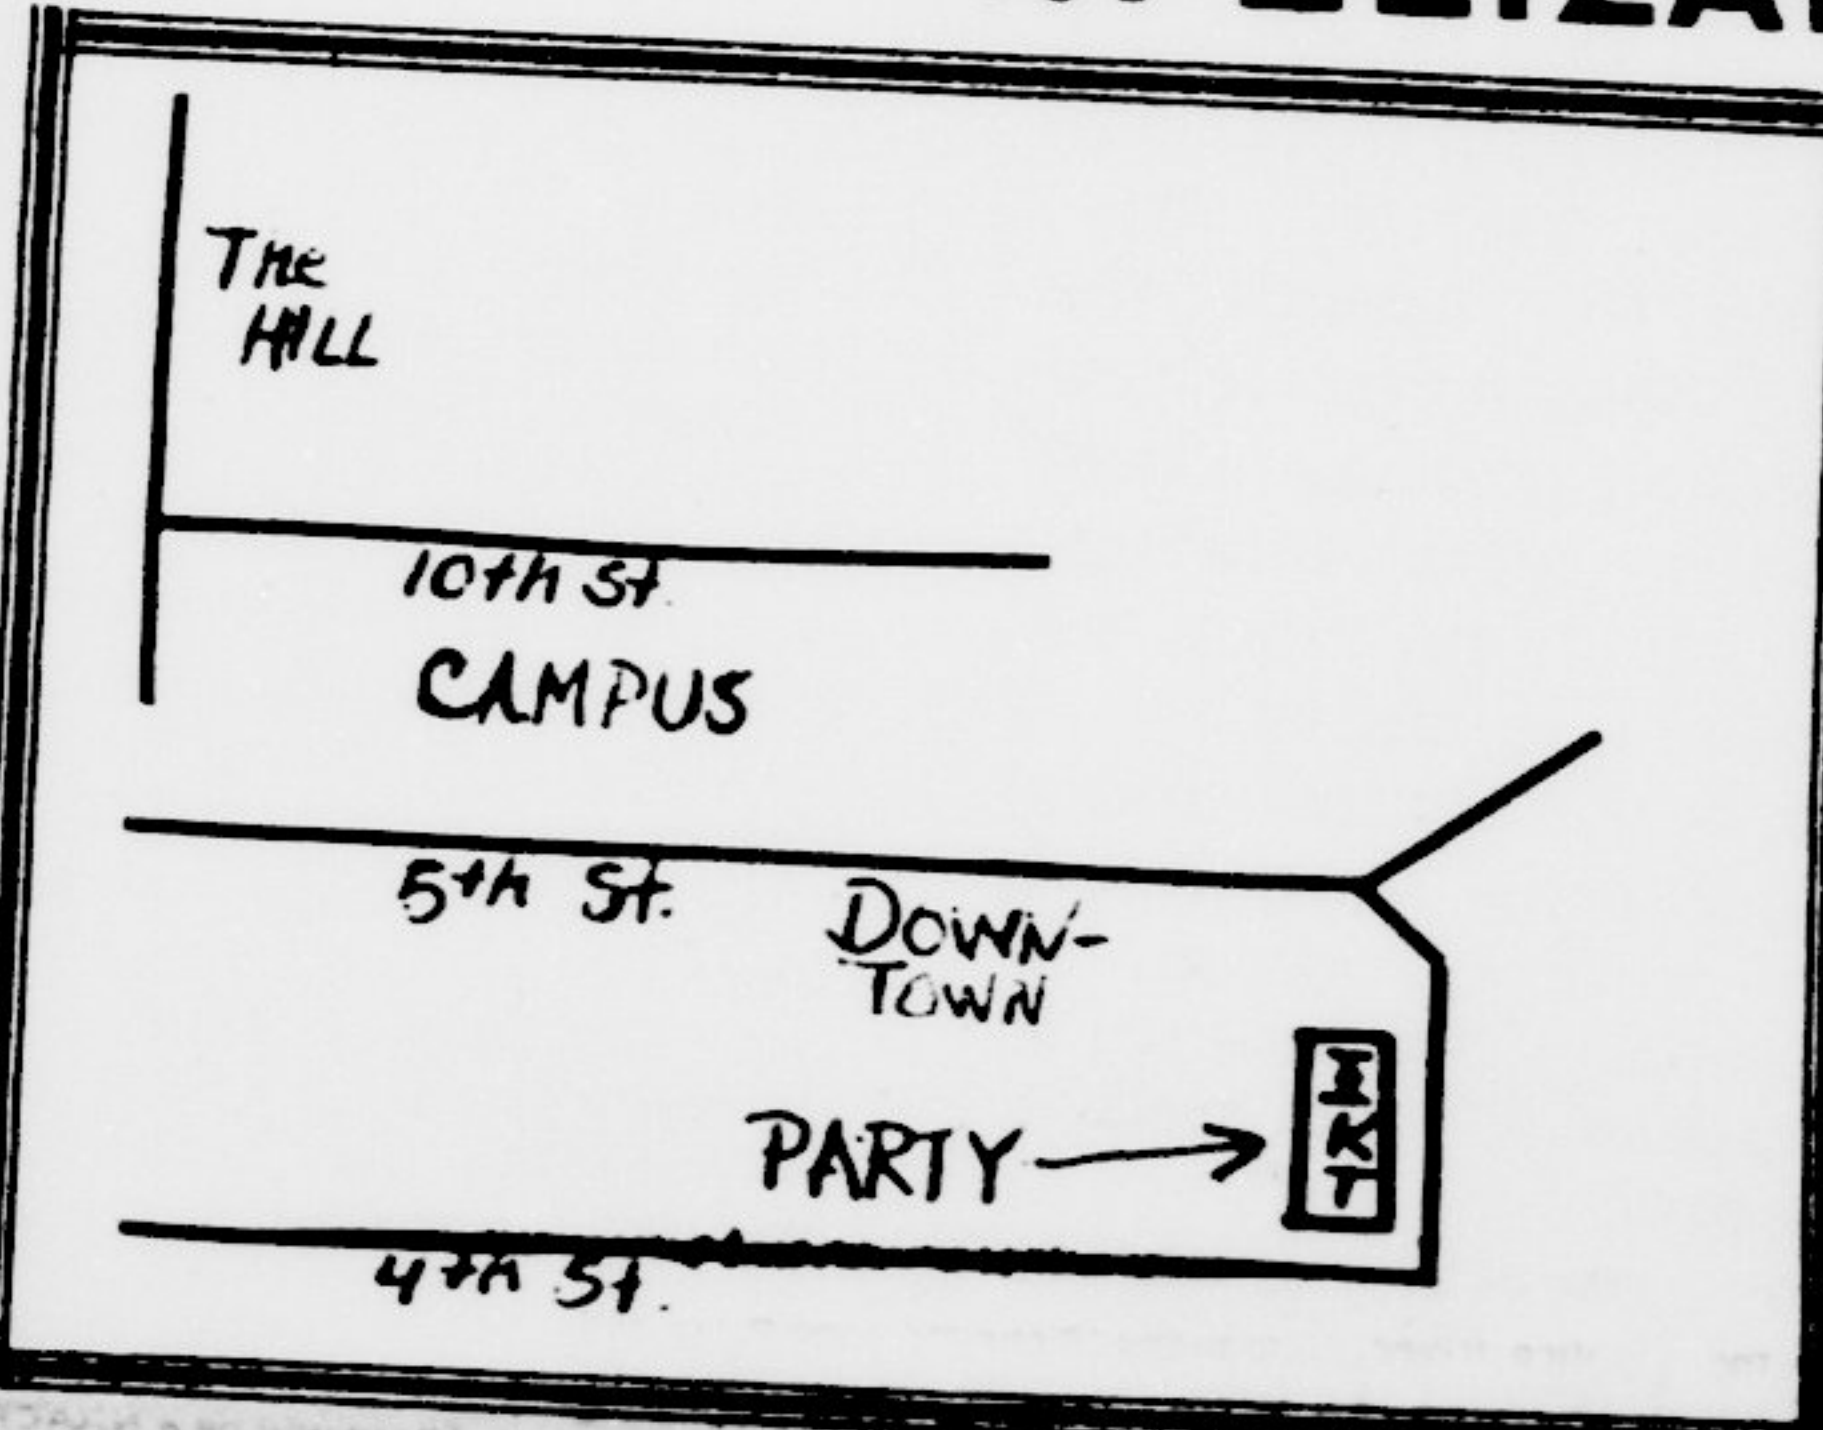 The
HILL
10th St.
CAMPUS
5th St.
DOWN-
TOWN
PARTY
ΣKT
4th St.